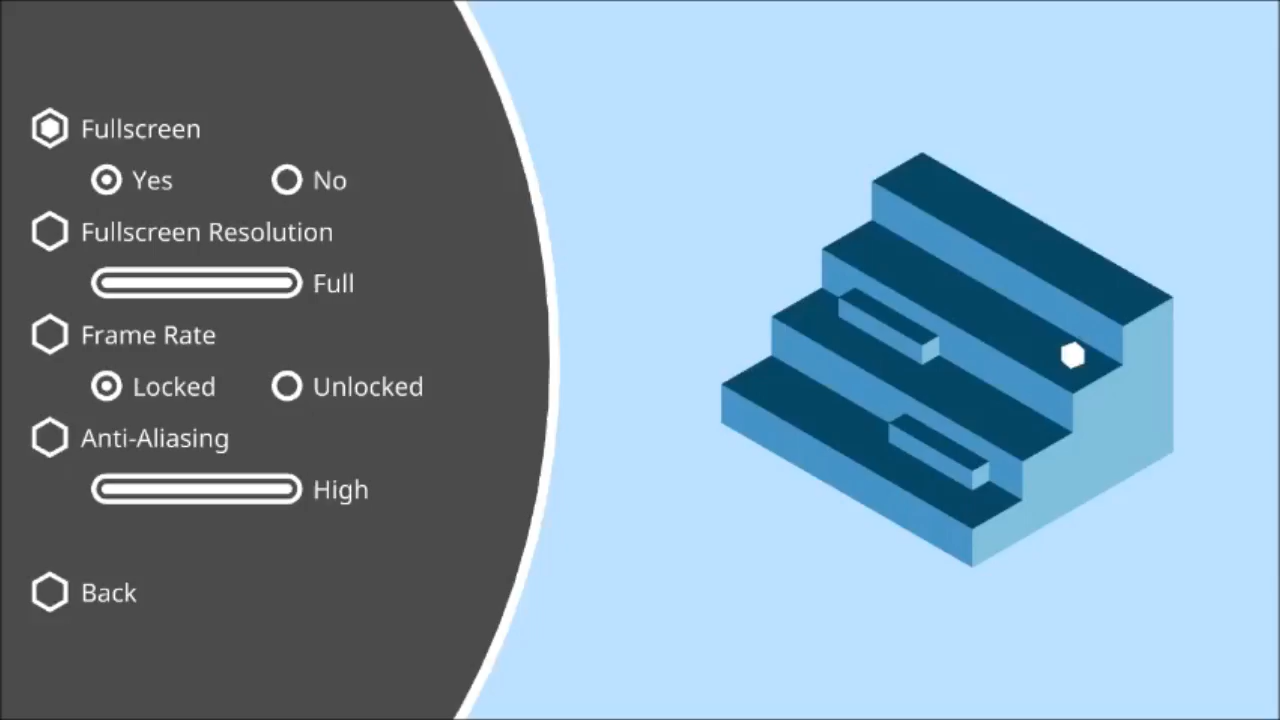 Fullscreen
Yes No
Fullscreen Resolution
Full
Frame Rate
Locked Unlocked
Anti-Aliasing
High
Back